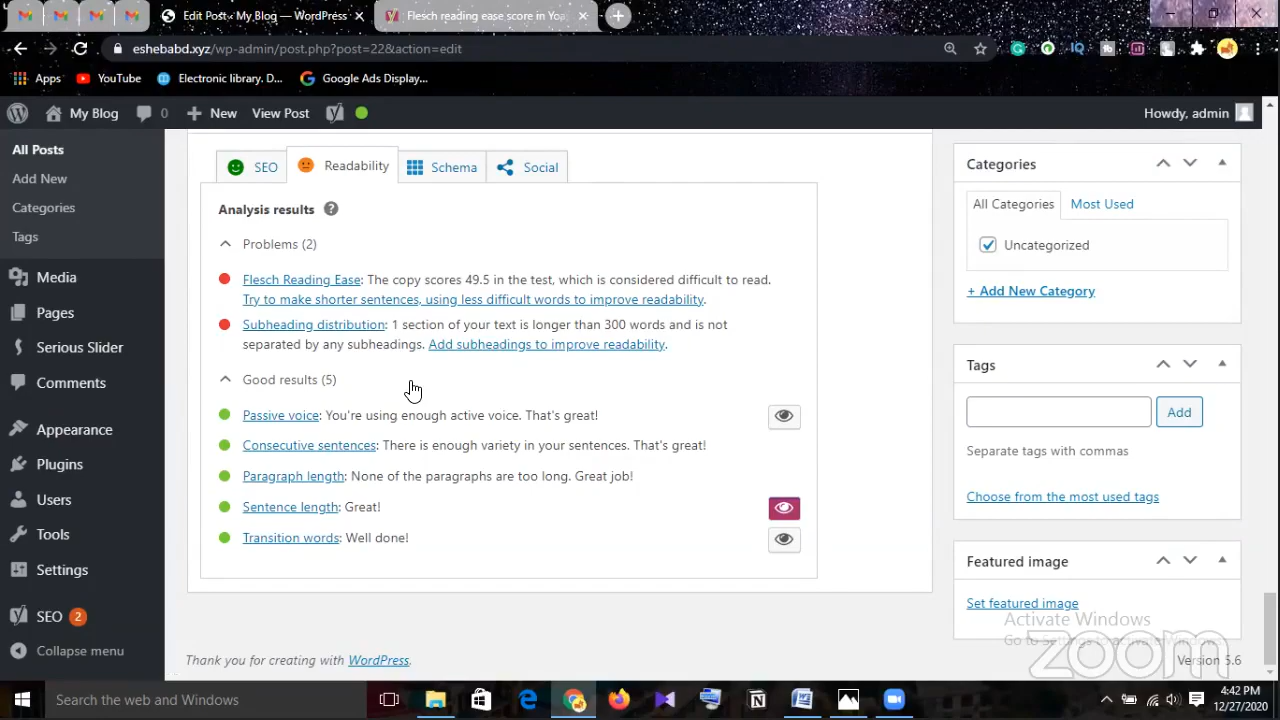 Edit Post ‹ My Blog — WordPress
Flesch reading ease score in Yoa
eshebabd.xyz/wp-admin/post.php?post=22&action=edit
Apps
YouTube
Electronic library. D...
Google Ads Display...
My Blog
0
New
View Post
Howdy, admin
All Posts
Add New
Categories
Tags
Media
Pages
Serious Slider
Comments
Appearance
Plugins
Users
Tools
Settings
SEO 2
Collapse menu
SEO
Readability
Schema
Social
Analysis results
Problems (2)
Flesch Reading Ease: The copy scores 49.5 in the test, which is considered difficult to read.
Try to make shorter sentences, using less difficult words to improve readability.
Subheading distribution: 1 section of your text is longer than 300 words and is not
separated by any subheadings. Add subheadings to improve readability.
Good results (5)
Passive voice: You're using enough active voice. That's great!
Consecutive sentences: There is enough variety in your sentences. That's great!
Paragraph length: None of the paragraphs are too long. Great job!
Sentence length: Great!
Transition words: Well done!
Categories
All Categories
Most Used
Uncategorized
+ Add New Category
Tags
Add
Separate tags with commas
Choose from the most used tags
Featured image
Set featured image
Activate Windows
Go to Settings to activate Windows.
zoom
Thank you for creating with WordPress.
Version 5.6
Search the web and Windows
4:42 PM
12/27/2020